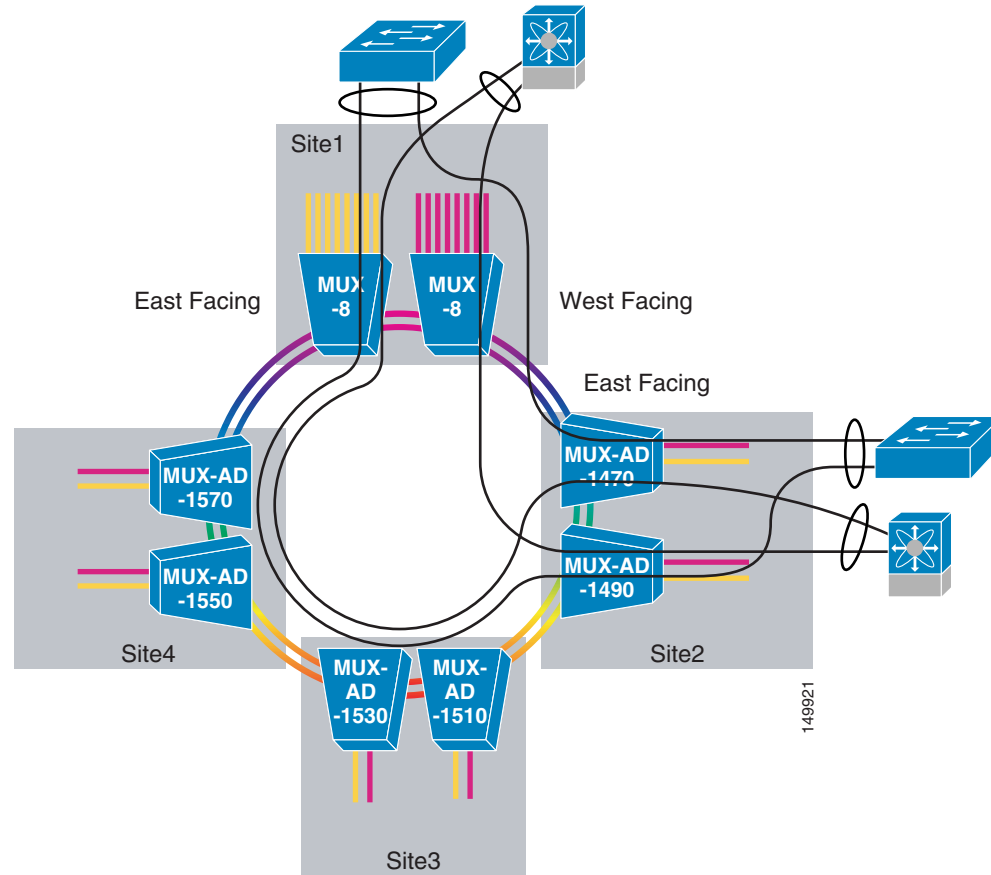 Site1
MUX
-8
MUX
-8
East Facing
West Facing
East Facing
MUX-AD
-1470
MUX-AD
-1490
Site2
MUX-AD
-1570
MUX-AD
-1550
Site4
MUX-
AD
-1530
MUX-
AD
-1510
Site3
149921